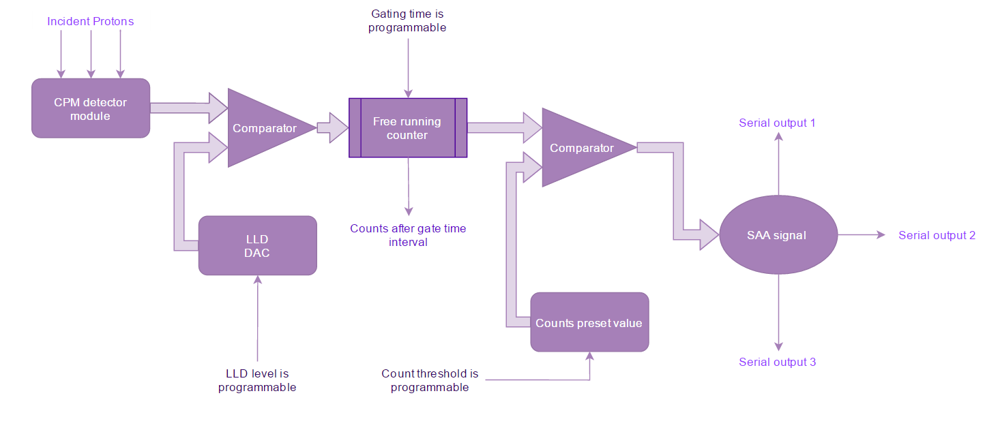 Incident Protons
Gating time is
programmable
CPM detector
module
Comparator
Free running
counter
Comparator
Serial output 1
Counts after gate time
interval
LLD
DAC
SAA signal
Serial output 2
Counts preset value
LLD level is
programmable
Count threshold is
programmable
Serial output 3